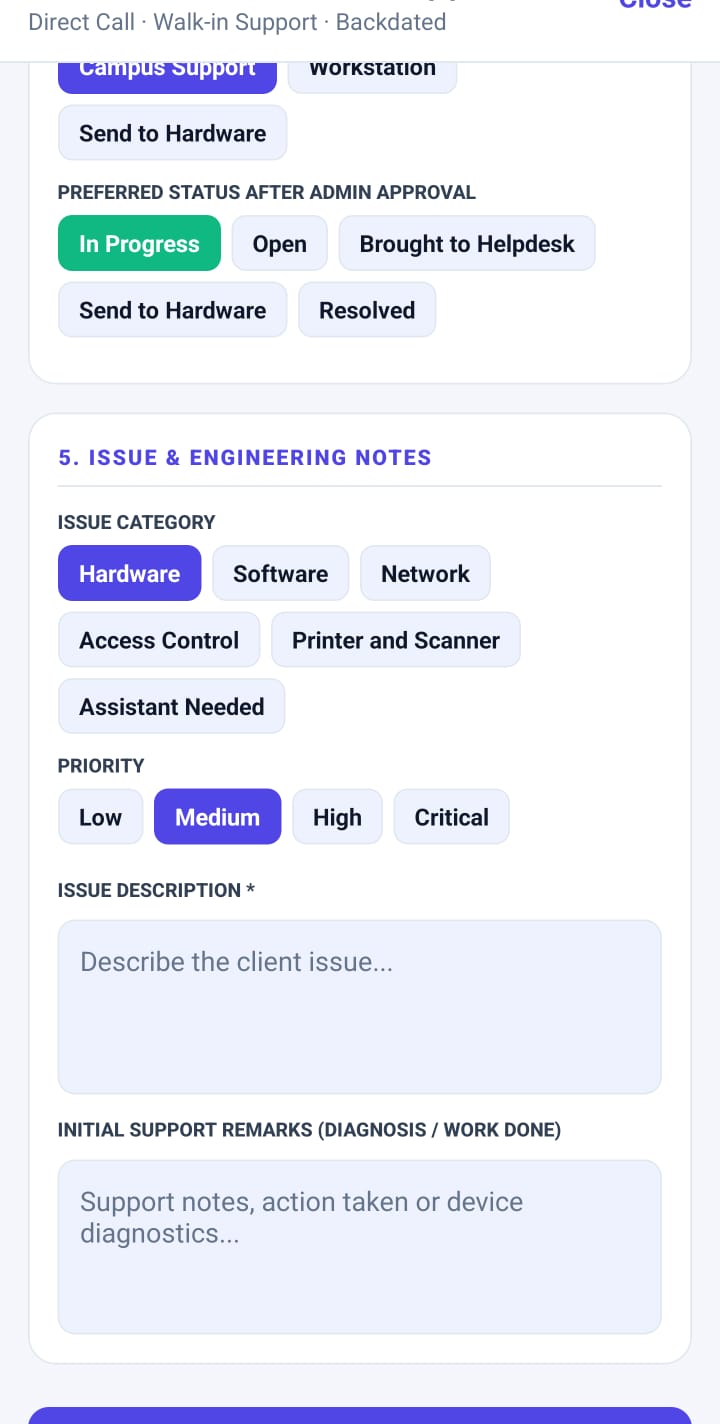 Close
Direct Call · Walk-in Support · Backdated
Campus Support
Workstation
Send to Hardware
PREFERRED STATUS AFTER ADMIN APPROVAL
In Progress
Open
Brought to Helpdesk
Send to Hardware
Resolved
5. ISSUE & ENGINEERING NOTES
ISSUE CATEGORY
Hardware
Software
Network
Access Control
Printer and Scanner
Assistant Needed
PRIORITY
Low
Medium
High
Critical
ISSUE DESCRIPTION *
Describe the client issue...
INITIAL SUPPORT REMARKS (DIAGNOSIS / WORK DONE)
Support notes, action taken or device
diagnostics...